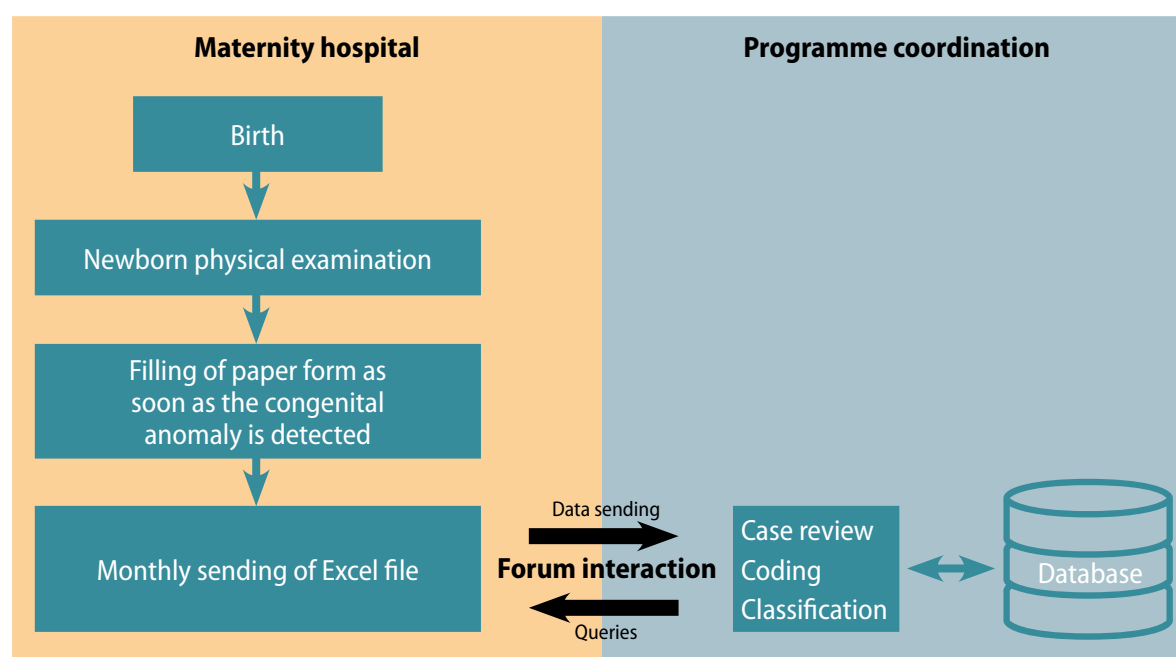 Maternity hospital
Programme coordination
Birth
Newborn physical examination
Filling of paper form as
soon as the congenital
anomaly is detected
Monthly sending of Excel file
Data sending
Forum interaction
Queries
Case review
Coding
Classification
Database